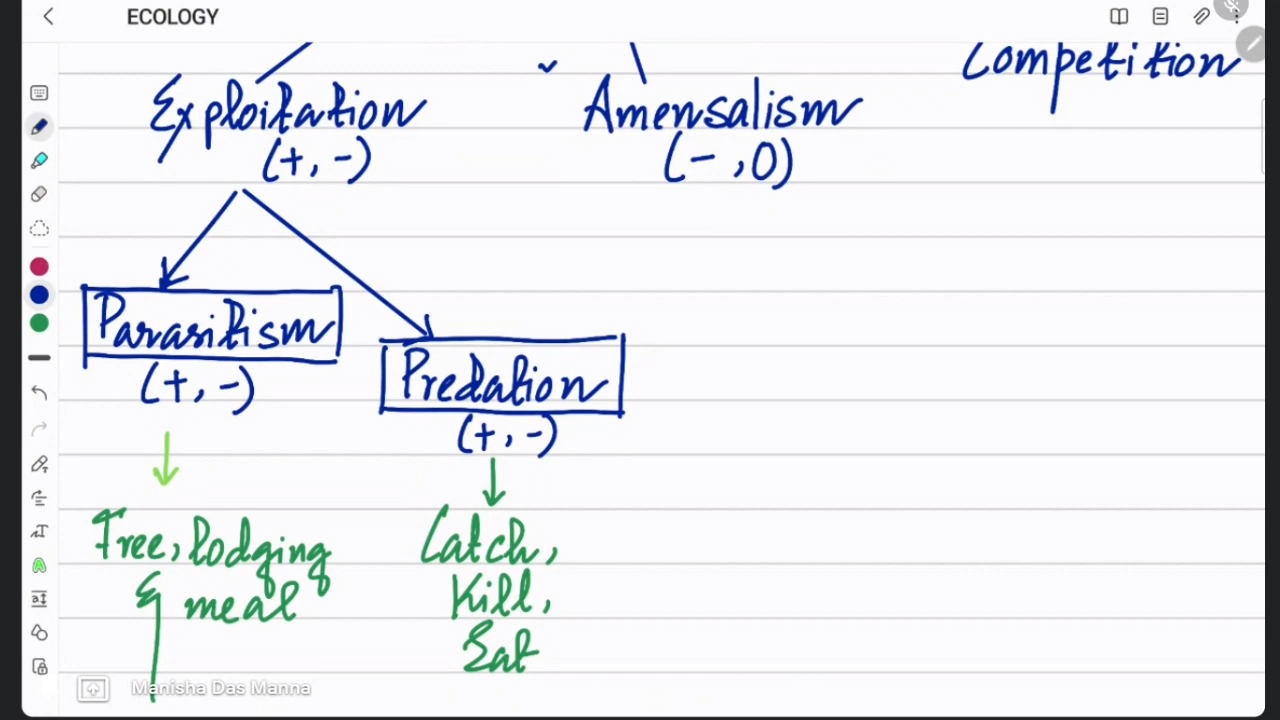 ECOLOGY
Competition
Exploitation
(+, -)
Amensalism
(-, 0)
Parasitism
(+, -)
Predation
(+, -)
Free, lodging
& meal
Catch,
Kill,
Eat
Manisha Das Manna